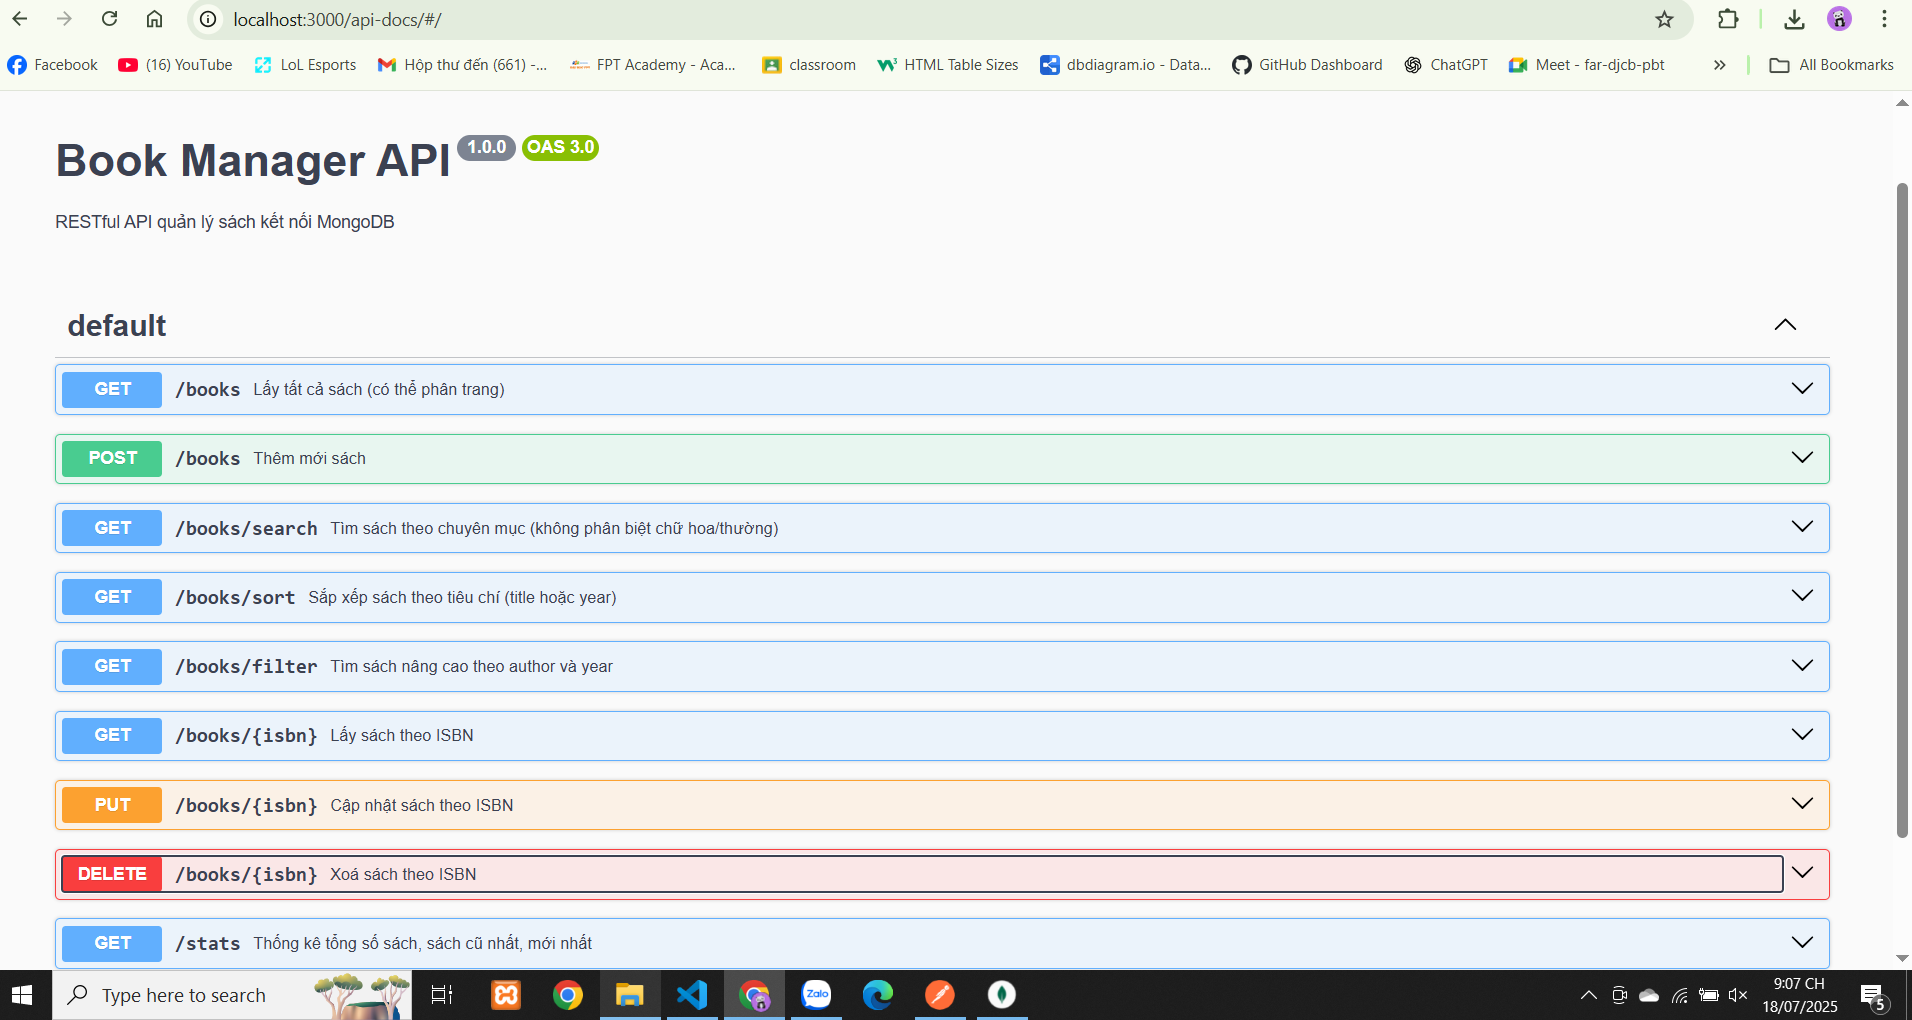 localhost:3000/api-docs/#/
Facebook
(16) YouTube
LoL Esports
Hộp thư đến (661) -...
FPT Academy - Aca...
classroom
HTML Table Sizes
dbdiagram.io - Data...
GitHub Dashboard
ChatGPT
Meet - far-djcb-pbt
All Bookmarks
Book Manager API 1.0.0 OAS 3.0
RESTful API quản lý sách kết nối MongoDB
default
GET /books Lấy tất cả sách (có thể phân trang)
POST /books Thêm mới sách
GET /books/search Tìm sách theo chuyên mục (không phân biệt chữ hoa/thường)
GET /books/sort Sắp xếp sách theo tiêu chí (title hoặc year)
GET /books/filter Tìm sách nâng cao theo author và year
GET /books/{isbn} Lấy sách theo ISBN
PUT /books/{isbn} Cập nhật sách theo ISBN
DELETE /books/{isbn} Xoá sách theo ISBN
GET /stats Thống kê tổng số sách, sách cũ nhất, mới nhất
Type here to search
Zalo
9:07 CH
18/07/2025
5